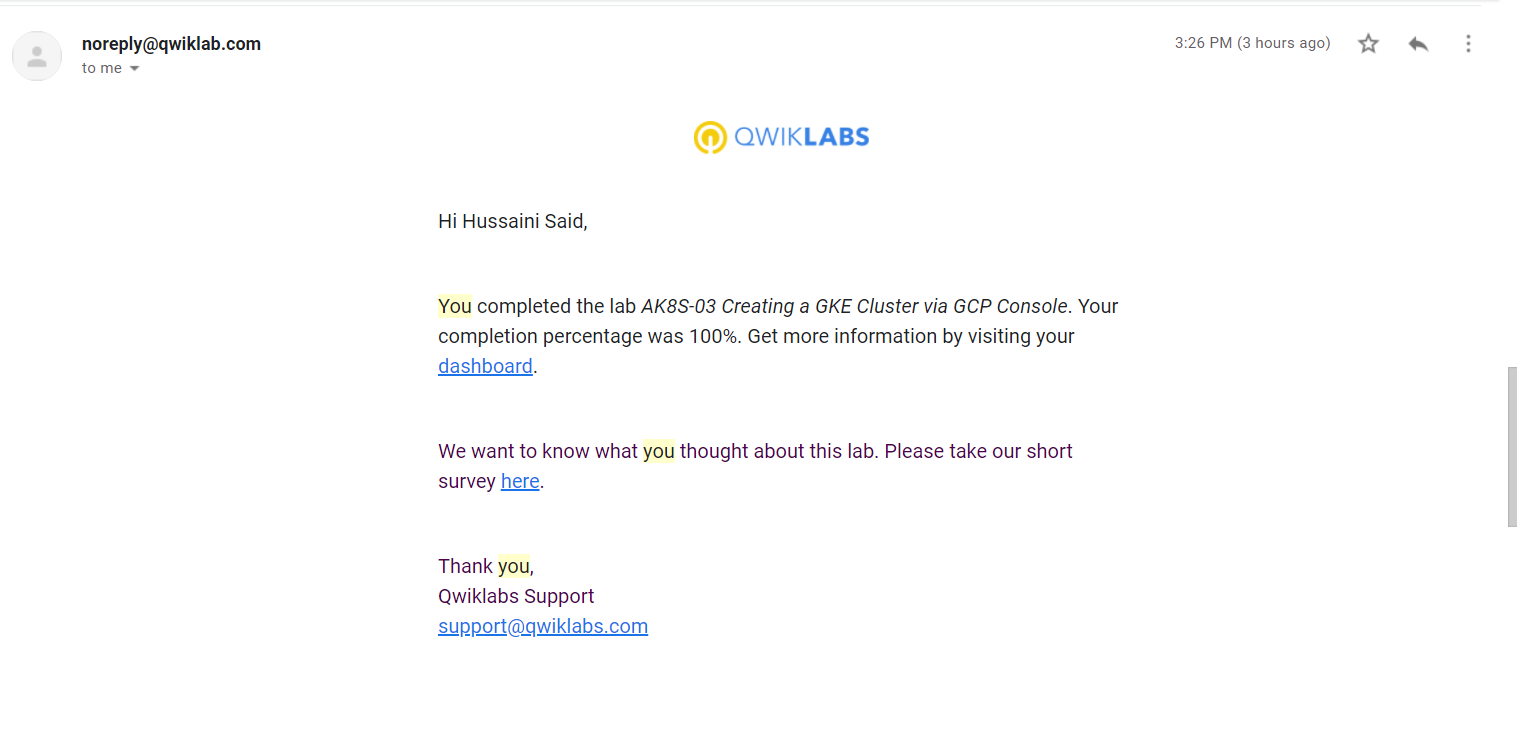 noreply@qwiklab.com
3:26 PM (3 hours ago)
to me
QWIKLABS
Hi Hussaini Said,
You completed the lab AK8S-03 Creating a GKE Cluster via GCP Console. Your
completion percentage was 100%. Get more information by visiting your
dashboard.
We want to know what you thought about this lab. Please take our short
survey here.
Thank you,
Qwiklabs Support
support@qwiklabs.com